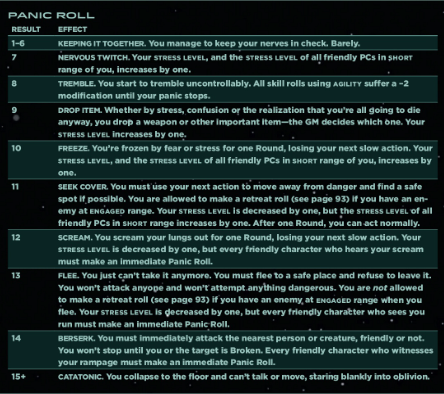 PANIC ROLL
RESULT EFFECT
1–6 KEEPING IT TOGETHER. You manage to keep your nerves in check. Barely.
7 NERVOUS TWITCH. Your STRESS LEVEL, and the STRESS LEVEL of all friendly PCs in SHORT
range of you, increases by one.
8 TREMBLE. You start to tremble uncontrollably. All skill rolls using AGILITY suffer a –2
modification until your panic stops.
9 DROP ITEM. Whether by stress, confusion or the realization that you're all going to die
anyway, you drop a weapon or other important item—the GM decides which one. Your
STRESS LEVEL increases by one.
10 FREEZE. You're frozen by fear or stress for one Round, losing your next slow action. Your
STRESS LEVEL, and the STRESS LEVEL of all friendly PCs in SHORT range of you, increases by
one.
11 SEEK COVER. You must use your next action to move away from danger and find a safe
spot if possible. You are allowed to make a retreat roll (see page 93) if you have an en-
emy at ENGAGED range. Your STRESS LEVEL is decreased by one, but the STRESS LEVEL of all
friendly PCs in SHORT range increases by one. After one Round, you can act normally.
12 SCREAM. You scream your lungs out for one Round, losing your next slow action. Your
STRESS LEVEL is decreased by one, but every friendly character who hears your scream
must make an immediate Panic Roll.
13 FLEE. You just can't take it anymore. You must flee to a safe place and refuse to leave it.
You won't attack anyone and won't attempt anything dangerous. You are not allowed
to make a retreat roll (see page 93) if you have an enemy at ENGAGED range when you
flee. Your STRESS LEVEL is decreased by one, but every friendly character who sees you
run must make an immediate Panic Roll.
14 BERSERK. You must immediately attack the nearest person or creature, friendly or not.
You won't stop until you or the target is Broken. Every friendly character who witnesses
your rampage must make an immediate Panic Roll.
15+ CATATONIC. You collapse to the floor and can't talk or move, staring blankly into oblivion.